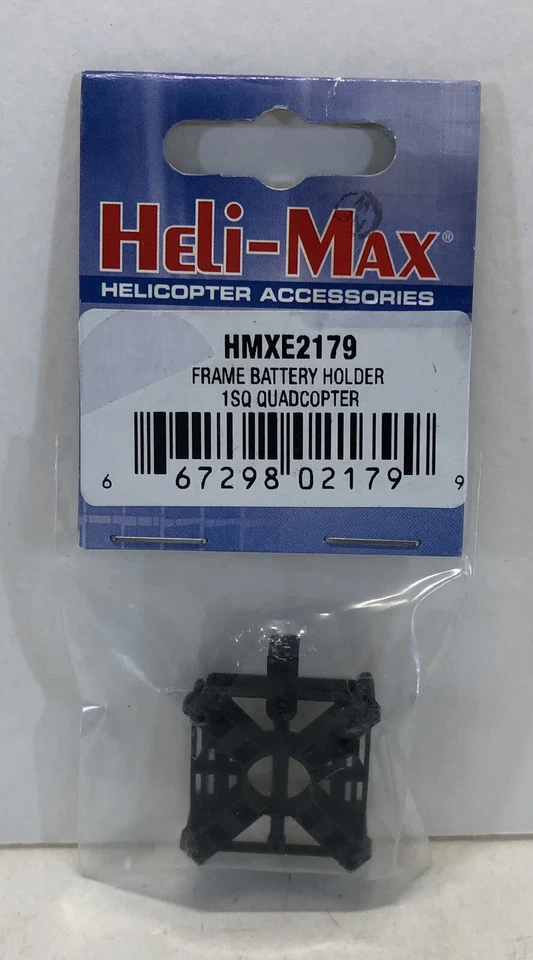 Heli-Max®
HELICOPTER ACCESSORIES
HMXE2179
FRAME BATTERY HOLDER
1SQ QUADCOPTER
6 67298 02179 9